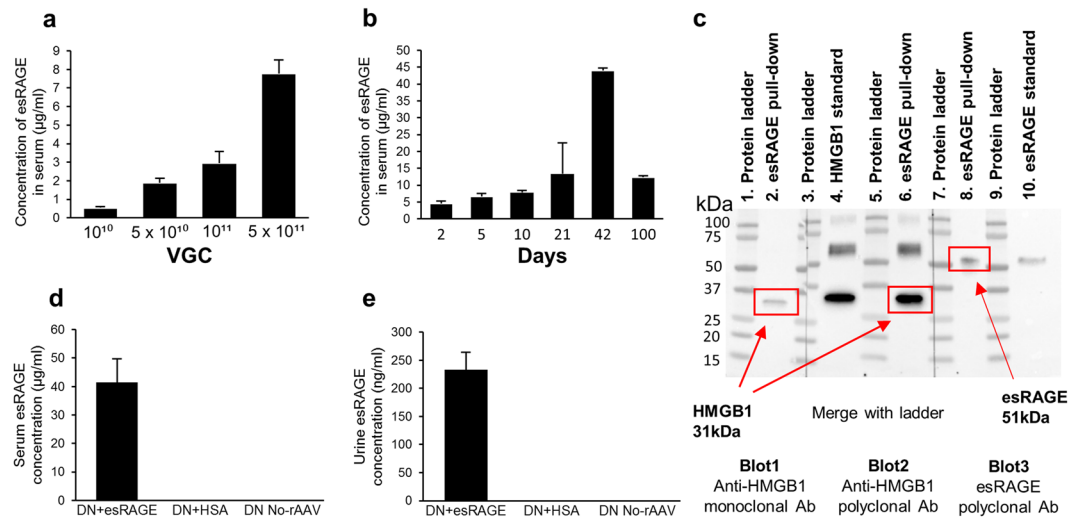 a
Concentration of esRAGE
in serum (µg/ml)
9
8
7
6
5
4
3
2
1
0
10¹⁰
5 x 10¹⁰
10¹¹
5 x 10¹¹
VGC
b
Concentration of esRAGE
in serum (µg/ml)
50
45
40
35
30
25
20
15
10
5
0
2
5
10
21
42
100
Days
c
1. Protein ladder
2. esRAGE pull-down
3. Protein ladder
4. HMGB1 standard
5. Protein ladder
6. esRAGE pull-down
7. Protein ladder
8. esRAGE pull-down
9. Protein ladder
10. esRAGE standard
kDa
100
75
50
37
25
20
15
HMGB1
31kDa
Merge with ladder
esRAGE
51kDa
Blot1
Anti-HMGB1
monoclonal Ab
Blot2
Anti-HMGB1
polyclonal Ab
Blot3
esRAGE
polyclonal Ab
d
Serum esRAGE
concentration (µg/ml)
60
50
40
30
20
10
0
DN+esRAGE
DN+HSA
DN No-rAAV
e
Urine esRAGE
concentration (ng/ml)
300
250
200
150
100
50
0
DN+esRAGE
DN+HSA
DN No-rAAV